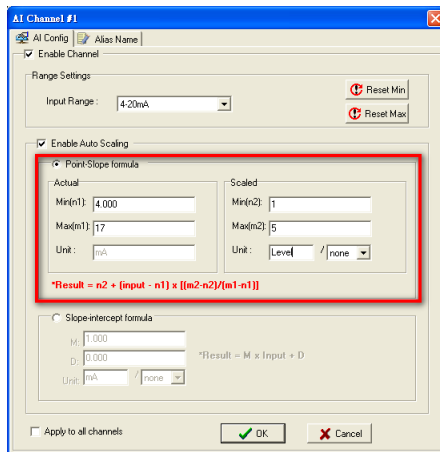 AI Channel #1
AI Config Alias Name
Enable Channel
Range Settings
Input Range : 4-20mA
Reset Min
Reset Max
Enable Auto Scaling
Point-Slope formula
Actual Scaled
Min(n1): 4.000 Min(n2): 1
Max(m1): 17 Max(m2): 5
Unit : mA Unit : Level / none
*Result = n2 + (input - n1) x [(m2-n2)/(m1-n1)]
Slope-intercept formula
M: 1.000
D: 0.000
*Result = M x Input + D
Unit: mA / none
Apply to all channels OK Cancel